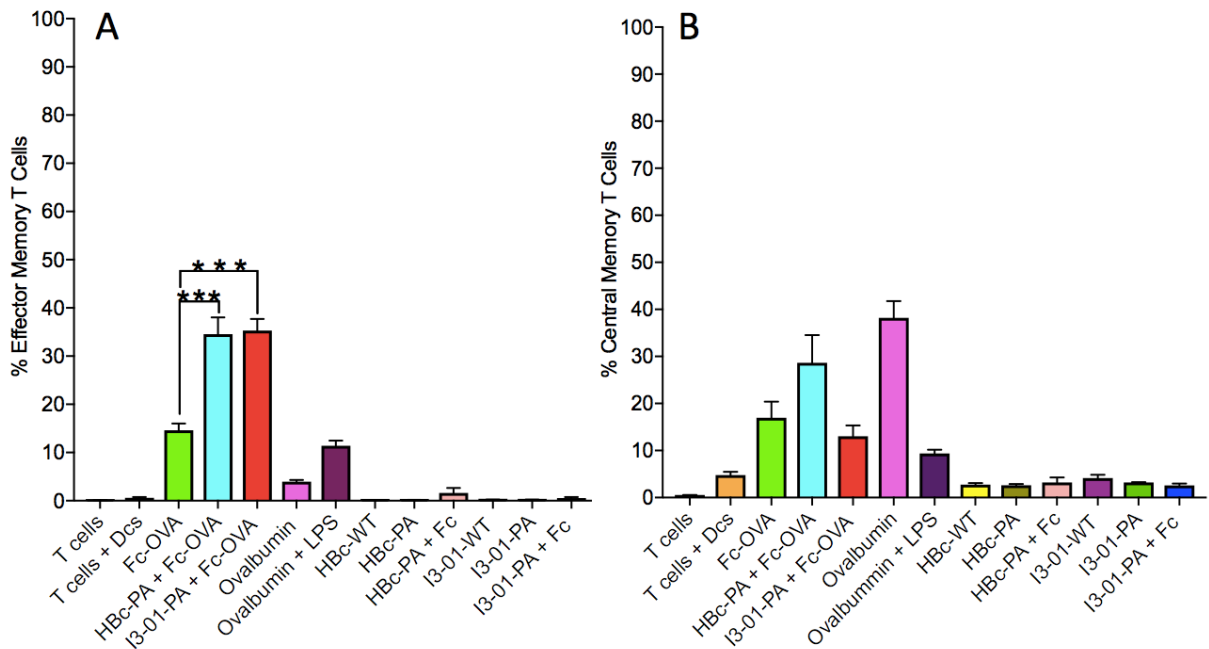 A
% Effector Memory T Cells
100
90
80
70
60
50
40
30
20
10
0
***
***
T cells
T cells + Dcs
Fc-OVA
HBc-PA + Fc-OVA
I3-01-PA + Fc-OVA
Ovalbumin
Ovalbumin + LPS
HBc-WT
HBc-PA
HBc-PA + Fc
I3-01-WT
I3-01-PA
I3-01-PA + Fc
B
% Central Memory T Cells
100
90
80
70
60
50
40
30
20
10
0
T cells
T cells + Dcs
Fc-OVA
HBc-PA + Fc-OVA
I3-01-PA + Fc-OVA
Ovalbumin
Ovalbummin + LPS
HBc-WT
HBc-PA
HBc-PA + Fc
I3-01-WT
I3-01-PA
I3-01-PA + Fc